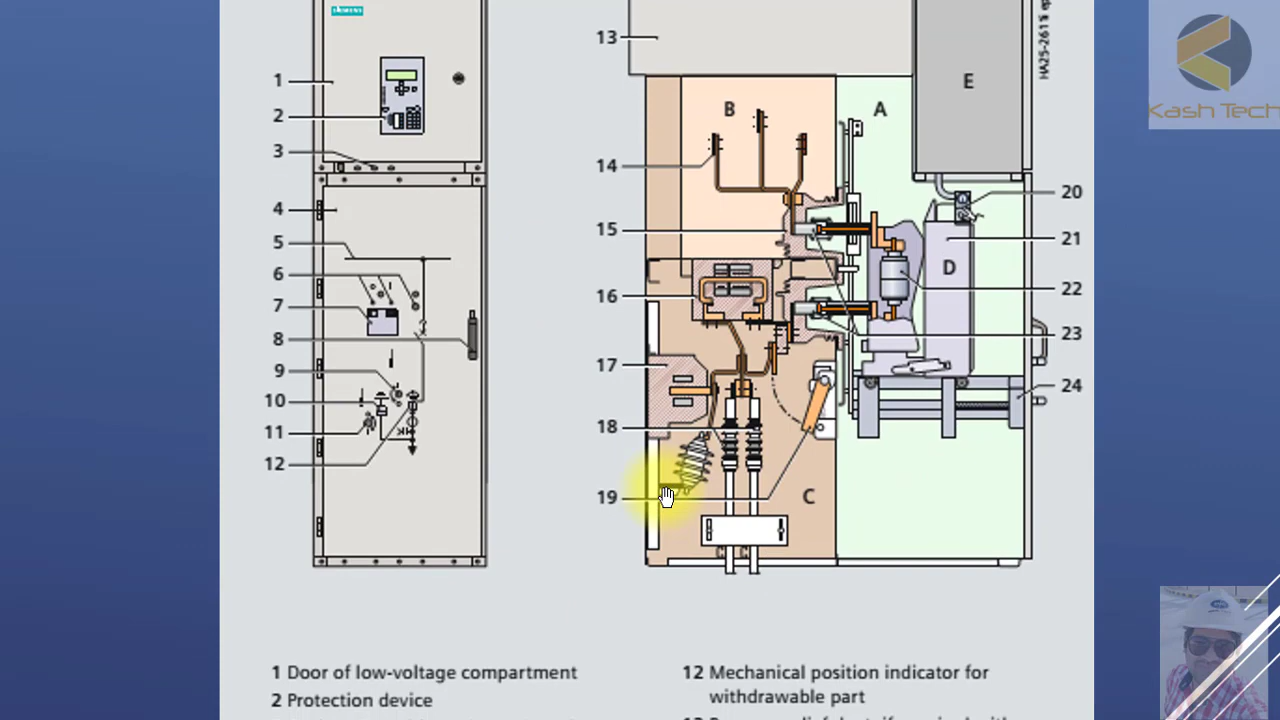 SIEMENS
1
2
3
4
5
6
7
8
9
10
11
12
13
14
15
16
17
18
19
B
A
E
D
C
20
21
22
23
24
Kash Tech
1 Door of low-voltage compartment
2 Protection device
12 Mechanical position indicator for
withdrawable part